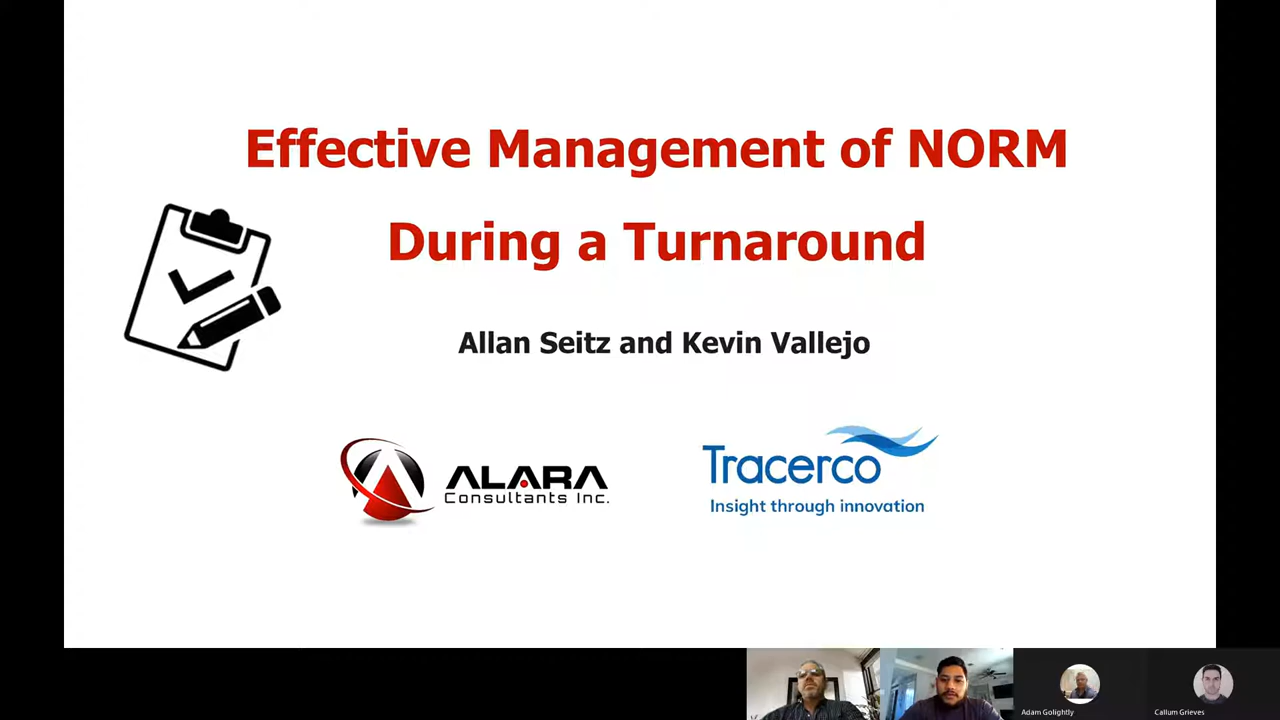 Effective Management of NORM
During a Turnaround
Allan Seitz and Kevin Vallejo
ALARA
Consultants Inc.
Tracerco
Insight through innovation
Adam Golightly
Callum Grieves